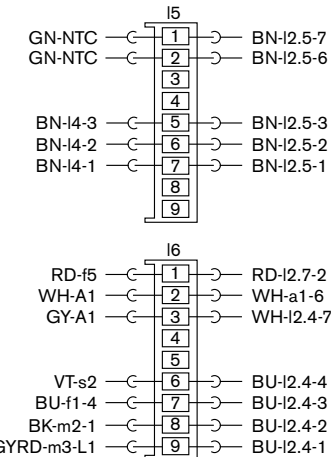 I5
GN-NTC 1 BN-I2.5-7
GN-NTC 2 BN-I2.5-6
3
4
BN-I4-3 5 BN-I2.5-3
BN-I4-2 6 BN-I2.5-2
BN-I4-1 7 BN-I2.5-1
8
9
I6
RD-f5 1 RD-I2.7-2
WH-A1 2 WH-a1-6
GY-A1 3 WH-I2.4-7
4
5
VT-s2 6 BU-I2.4-4
BU-f1-4 7 BU-I2.4-3
BK-m2-1 8 BU-I2.4-2
GYRD-m3-L1 9 BU-I2.4-1